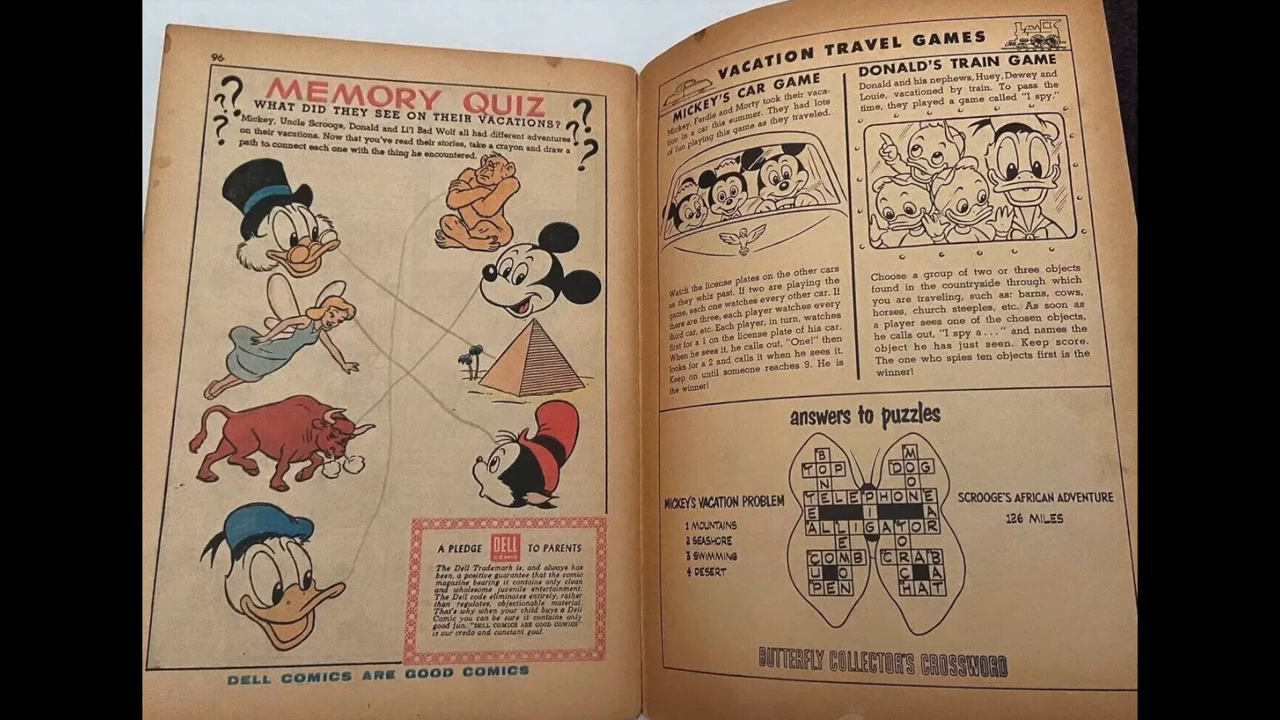 96
MEMORY QUIZ
WHAT DID THEY SEE ON THEIR VACATIONS?
Mickey, Uncle Scrooge, Donald and Li'l Bad Wolf all had different adventures
on their vacations. Now that you've read their stories, take a crayon and draw a
path to connect each one with the thing he encountered.
A PLEDGE DELL COMIC TO PARENTS
The Dell Trademark is, and always has
been, a positive guarantee that the comic
magazine bearing it contains only clean
and wholesome juvenile entertainment.
The Dell code eliminates entirely, rather
than regulates, objectionable material.
That's why when your child buys a Dell
Comic you can be sure it contains only
good fun. "DELL COMICS ARE GOOD COMICS"
is our credo and constant goal.
DELL COMICS ARE GOOD COMICS
VACATION TRAVEL GAMES
MICKEY'S CAR GAME
Mickey, Ferdie and Morty took their vaca-
tion in a car this summer. They had lots
of fun playing this game as they traveled.
Watch the license plates on the other cars
as they whiz past. If two are playing the
game, each one watches every other car. If
there are three, each player watches every
third car, etc. Each player, in turn, watches
first for a 1 on the license plate of his car.
When he sees it, he calls out, "One!" then
looks for a 2 and calls it when he sees it.
Keep on until someone reaches 9. He is
the winner!
DONALD'S TRAIN GAME
Donald and his nephews, Huey, Dewey and
Louie, vacationed by train. To pass the
time, they played a game called "I spy."
Choose a group of two or three objects
found in the countryside through which
you are traveling, such as: barns, cows,
horses, church steeples, etc. As soon as
a player sees one of the chosen objects,
he calls out, "I spy a . . ." and names the
object he has just seen. Keep score.
The one who spies ten objects first is the
winner!
answers to puzzles
MICKEY'S VACATION PROBLEM
1 MOUNTAINS
2 SEASHORE
3 SWIMMING
4 DESERT
B M
TOP DOG
N O
TELEPHONE
E I A
ALLIGATOR
L T
E O
COMB CRAB
U O C A
PEN HAT
SCROOGE'S AFRICAN ADVENTURE
126 MILES
BUTTERFLY COLLECTOR'S CROSSWORD